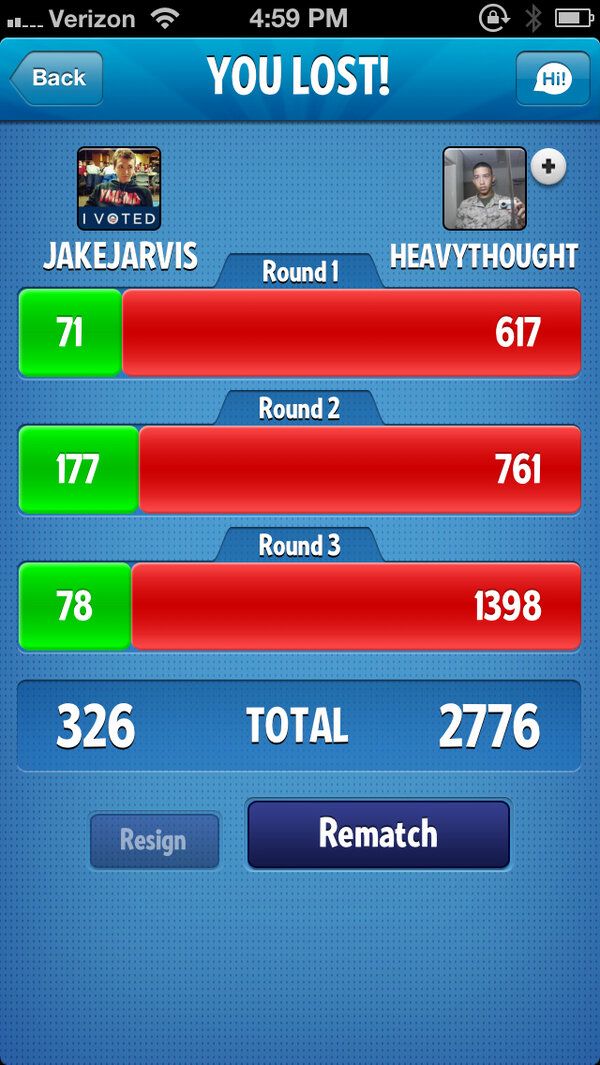 Verizon 4:59 PM
Back YOU LOST! Hi!
I VOTED
JAKEJARVIS HEAVYTHOUGHT
Round 1
71 617
Round 2
177 761
Round 3
78 1398
326 TOTAL 2776
Resign Rematch